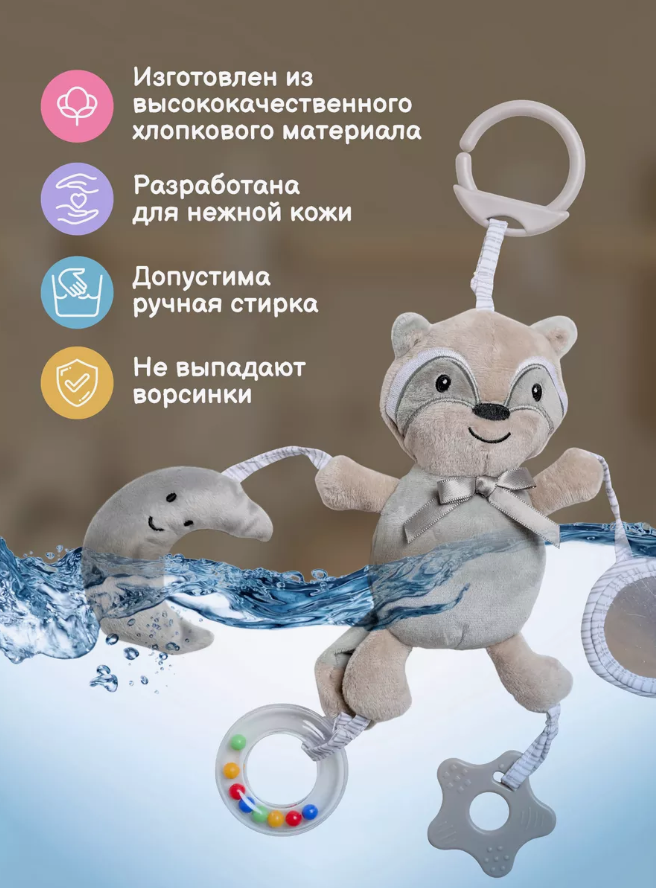 Изготовлен из
высококачественного
хлопкового материала
Разработана
для нежной кожи
Допустима
ручная стирка
Не выпадают
ворсинки